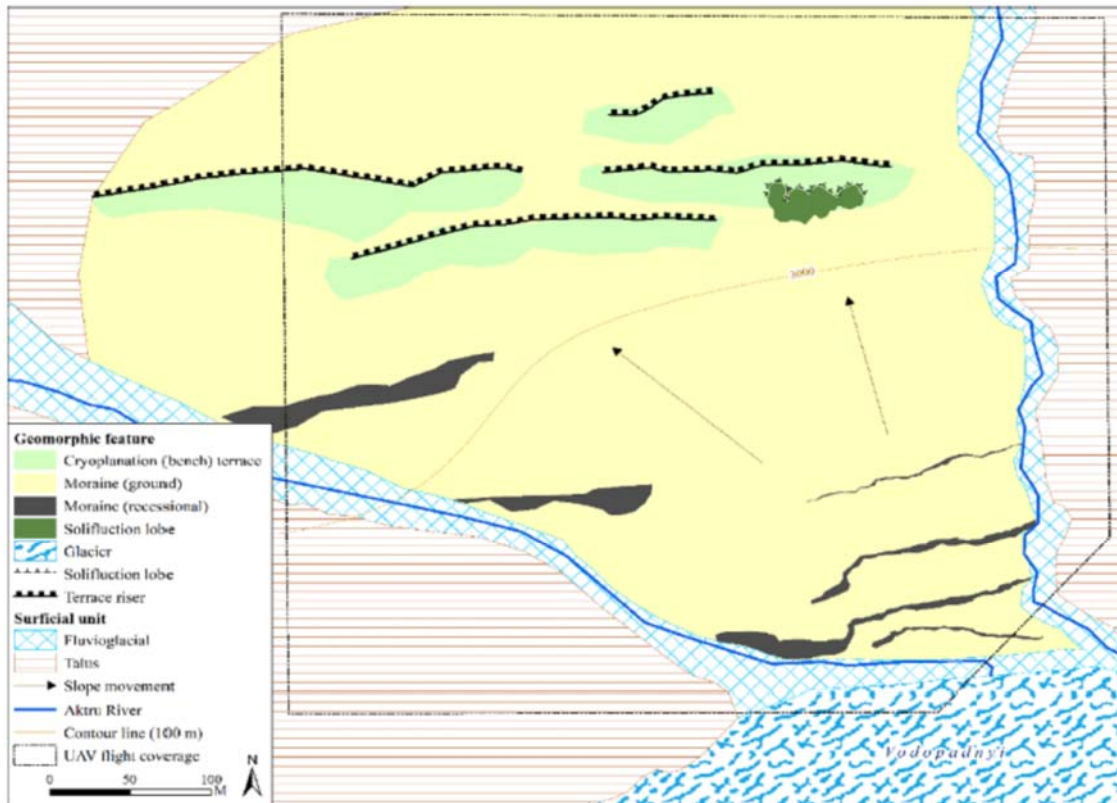 3000
Geomorphic feature
Cryoplanation (bench) terrace
Moraine (ground)
Moraine (recessional)
Solifluction lobe
Glacier
Solifluction lobe
Terrace riser
Surficial unit
Fluvioglacial
Talus
Slope movement
Aktru River
Contour line (100 m)
UAV flight coverage
N
0 50 100
M
Vodopadnyi